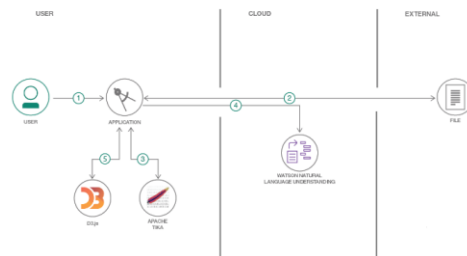 USER
CLOUD
EXTERNAL
1
2
4
USER
APPLICATION
FILE
5
3
WATSON NATURAL
LANGUAGE UNDERSTANDING
D3.js
APACHE
TIKA